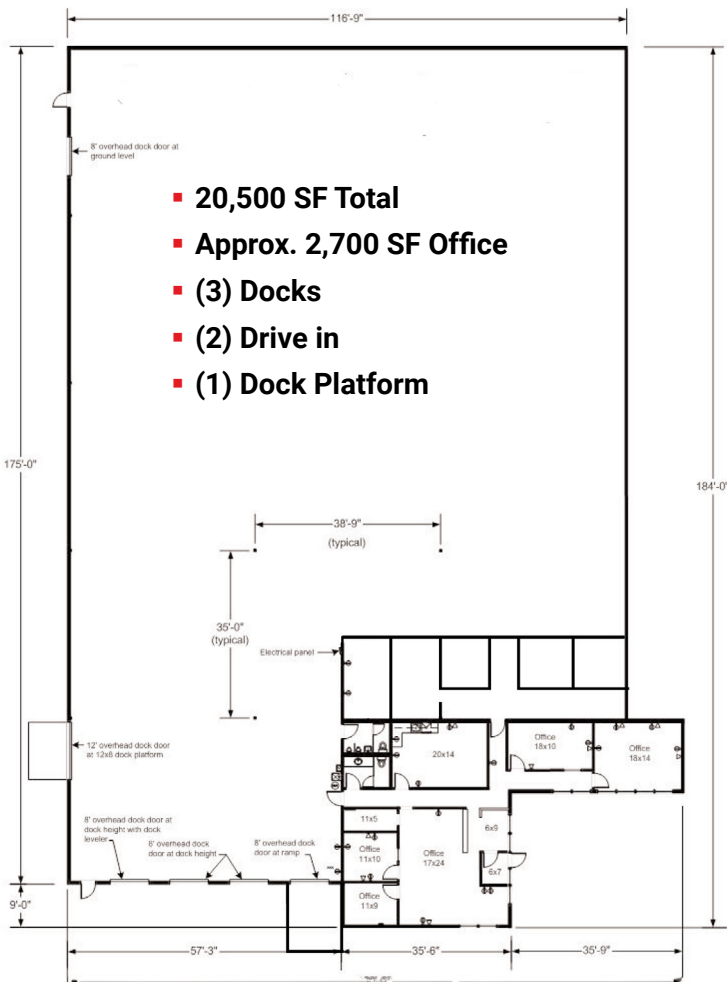 116'-9"
8' overhead dock door at
ground level
20,500 SF Total
Approx. 2,700 SF Office
(3) Docks
(2) Drive in
(1) Dock Platform
175'-0"
184'-0"
38'-9"
(typical)
35'-0"
(typical)
Electrical panel
12' overhead dock door
at 12x8 dock platform
20x14
Office
18x10
Office
18x14
8' overhead dock door at
dock height with dock
leveler
6' overhead dock
door at dock height
8' overhead dock
door at ramp
11x5
Office
11x10
Office
17x24
6x9
6x7
Office
11x9
9'-0"
57'-3"
35'-6"
35'-9"